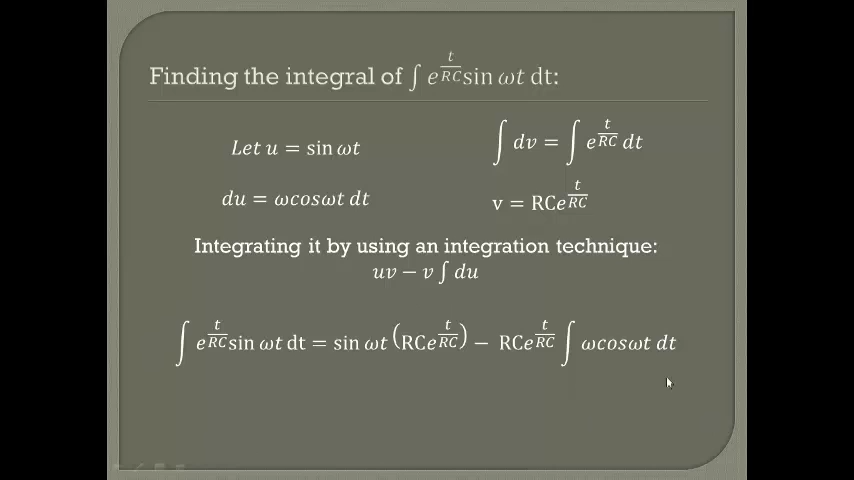 Finding the integral of ∫ e^{t/RC} sin ωt dt:
Let u = sin ωt
∫ dv = ∫ e^{t/RC} dt
du = ωcosωt dt
v = RCe^{t/RC}
Integrating it by using an integration technique:
uv − v ∫ du
∫ e^{t/RC} sin ωt dt = sin ωt (RCe^{t/RC}) − RCe^{t/RC} ∫ ωcosωt dt